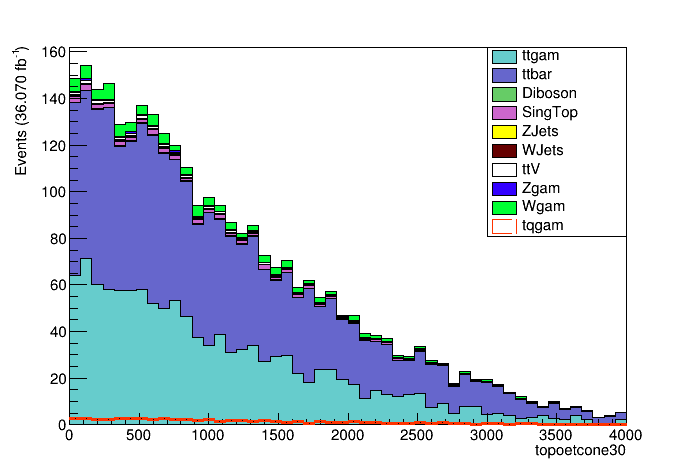 Events (36.070 fb⁻¹)
160
140
120
100
80
60
40
20
0
0 500 1000 1500 2000 2500 3000 3500 4000
topoetcone30
ttgam
ttbar
Diboson
SingTop
ZJets
WJets
ttV
Zgam
Wgam
tqgam